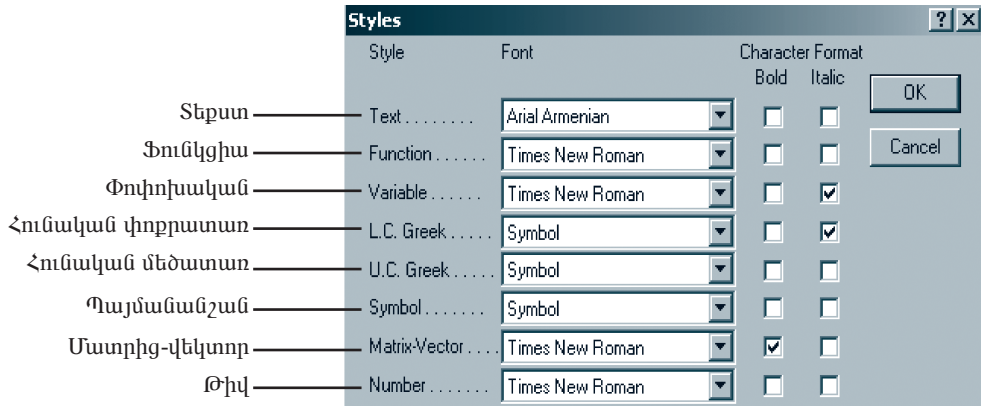 Styles
Style Font Character Format
Bold Italic
OK
Տեքստ Text........ Arial Armenian
Cancel
Ֆունկցիա Function...... Times New Roman
Փոփոխական Variable...... Times New Roman
Հունական փոքրատառ L.C. Greek..... Symbol
Հունական մեծատառ U.C. Greek..... Symbol
Պայմանանշան Symbol....... Symbol
Մատրից-վեկտոր Matrix-Vector.... Times New Roman
Թիվ Number....... Times New Roman